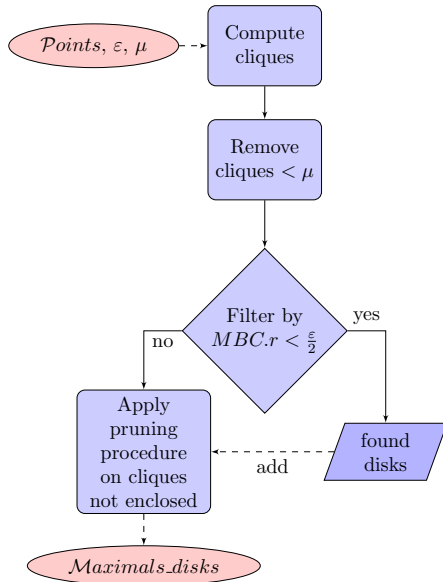 Points, ε, μ
Compute
cliques
Remove
cliques < μ
Filter by
MBC.r < ε/2
yes
no
Apply
pruning
procedure
on cliques
not enclosed
found
disks
add
Maximals_disks